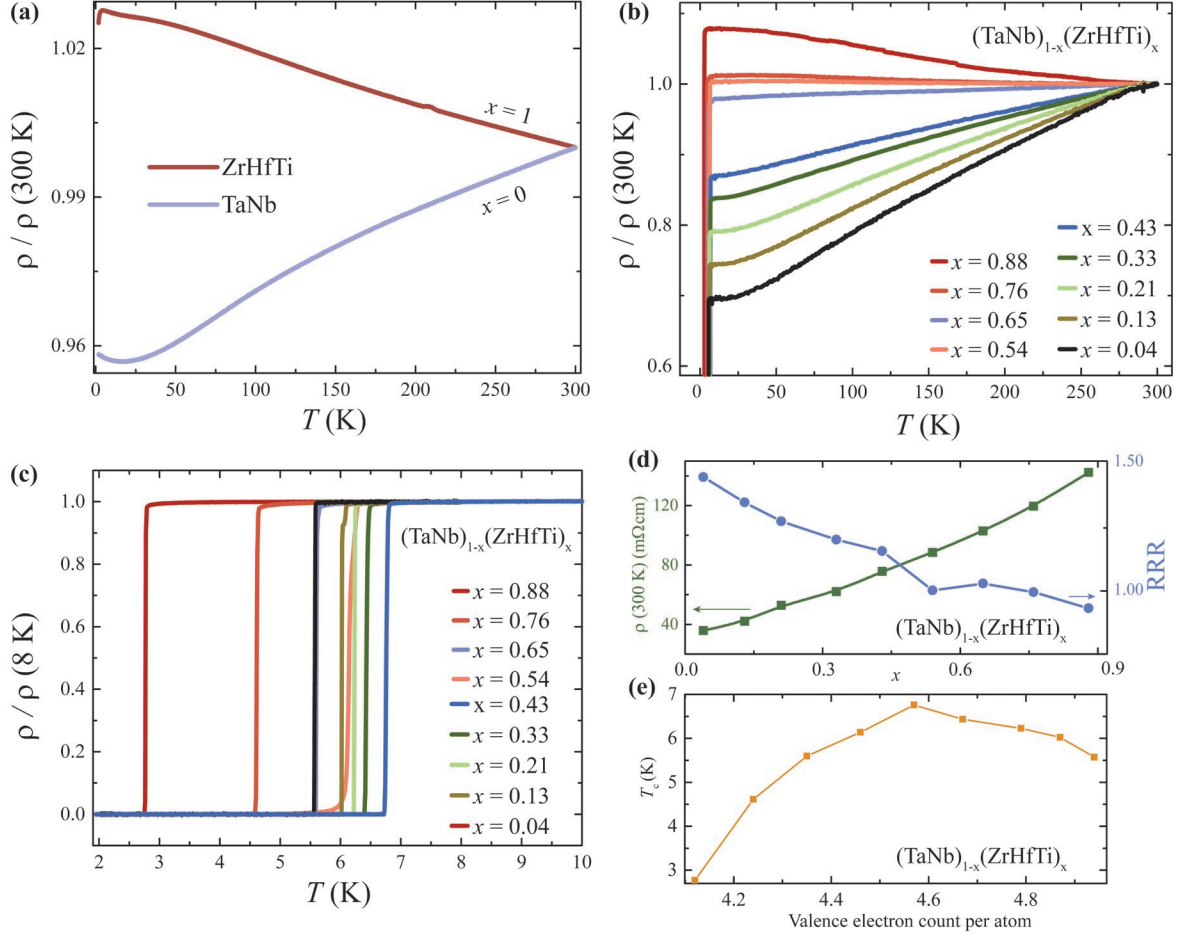 (a)
1.02
0.99
0.96
ρ / ρ (300 K)
x = 1
x = 0
ZrHfTi
TaNb
0 50 100 150 200 250 300
T (K)
(b)
(TaNb)1-x(ZrHfTi)x
1.0
0.8
0.6
ρ / ρ (300 K)
x = 0.88
x = 0.76
x = 0.65
x = 0.54
x = 0.43
x = 0.33
x = 0.21
x = 0.13
x = 0.04
0 50 100 150 200 250 300
T (K)
(c)
1.0
0.8
0.6
0.4
0.2
0.0
ρ / ρ (8 K)
(TaNb)1-x(ZrHfTi)x
x = 0.88
x = 0.76
x = 0.65
x = 0.54
x = 0.43
x = 0.33
x = 0.21
x = 0.13
x = 0.04
2 3 4 5 6 7 8 9 10
T (K)
(d)
120
80
40
ρ (300 K) (mΩcm)
1.50
1.00
RRR
(TaNb)1-x(ZrHfTi)x
0.0 0.3 0.6 0.9
x
(e)
7
6
5
4
3
Tc (K)
(TaNb)1-x(ZrHfTi)x
4.2 4.4 4.6 4.8
Valence electron count per atom